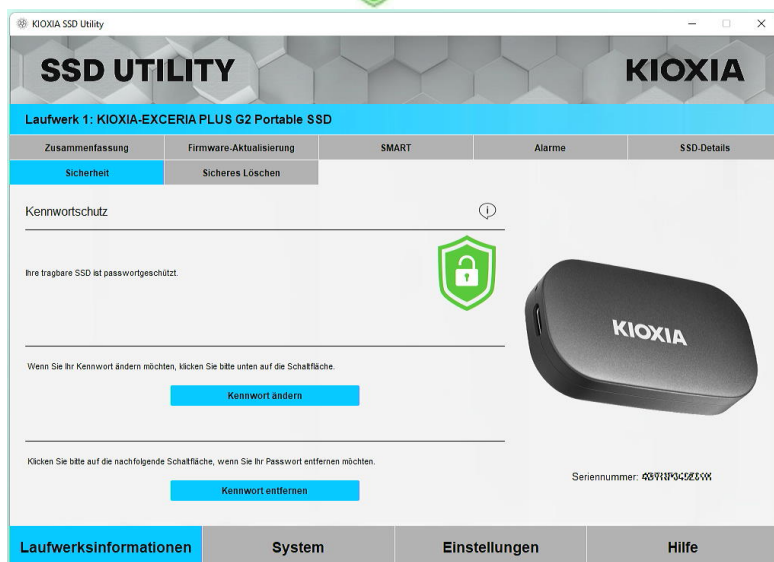 KIOXIA SSD Utility
SSD UTILITY
KIOXIA
Laufwerk 1: KIOXIA-EXCERIA PLUS G2 Portable SSD
Zusammenfassung
Firmware-Aktualisierung
SMART
Alarme
SSD-Details
Sicherheit
Sicheres Löschen
Kennwortschutz
Ihre tragbare SSD ist passwortgeschützt.
KIOXIA
Wenn Sie Ihr Kennwort ändern möchten, klicken Sie bitte unten auf die Schaltfläche.
Kennwort ändern
Klicken Sie bitte auf die nachfolgende Schaltfläche, wenn Sie Ihr Passwort entfernen möchten.
Kennwort entfernen
Seriennummer:
Laufwerksinformationen
System
Einstellungen
Hilfe